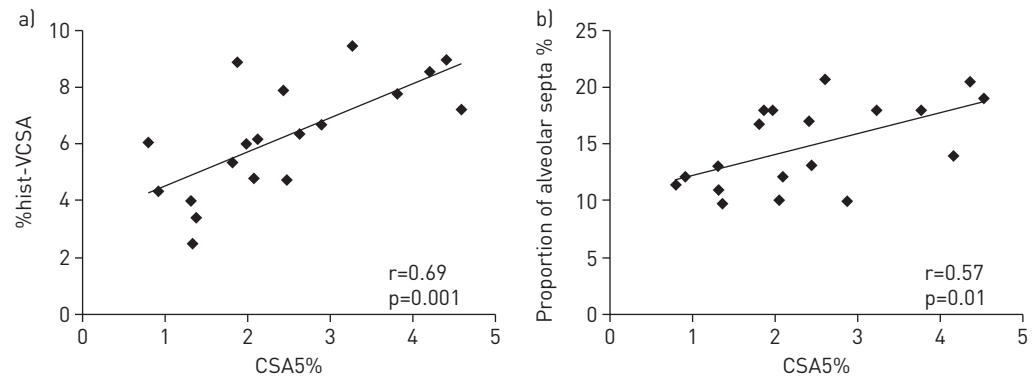 a)
%hist-VCSA
10
8
6
4
2
0
r=0.69
p=0.001
0 1 2 3 4 5
CSA5%
b)
Proportion of alveolar septa %
25
20
15
10
5
0
r=0.57
p=0.01
0 1 2 3 4 5
CSA5%